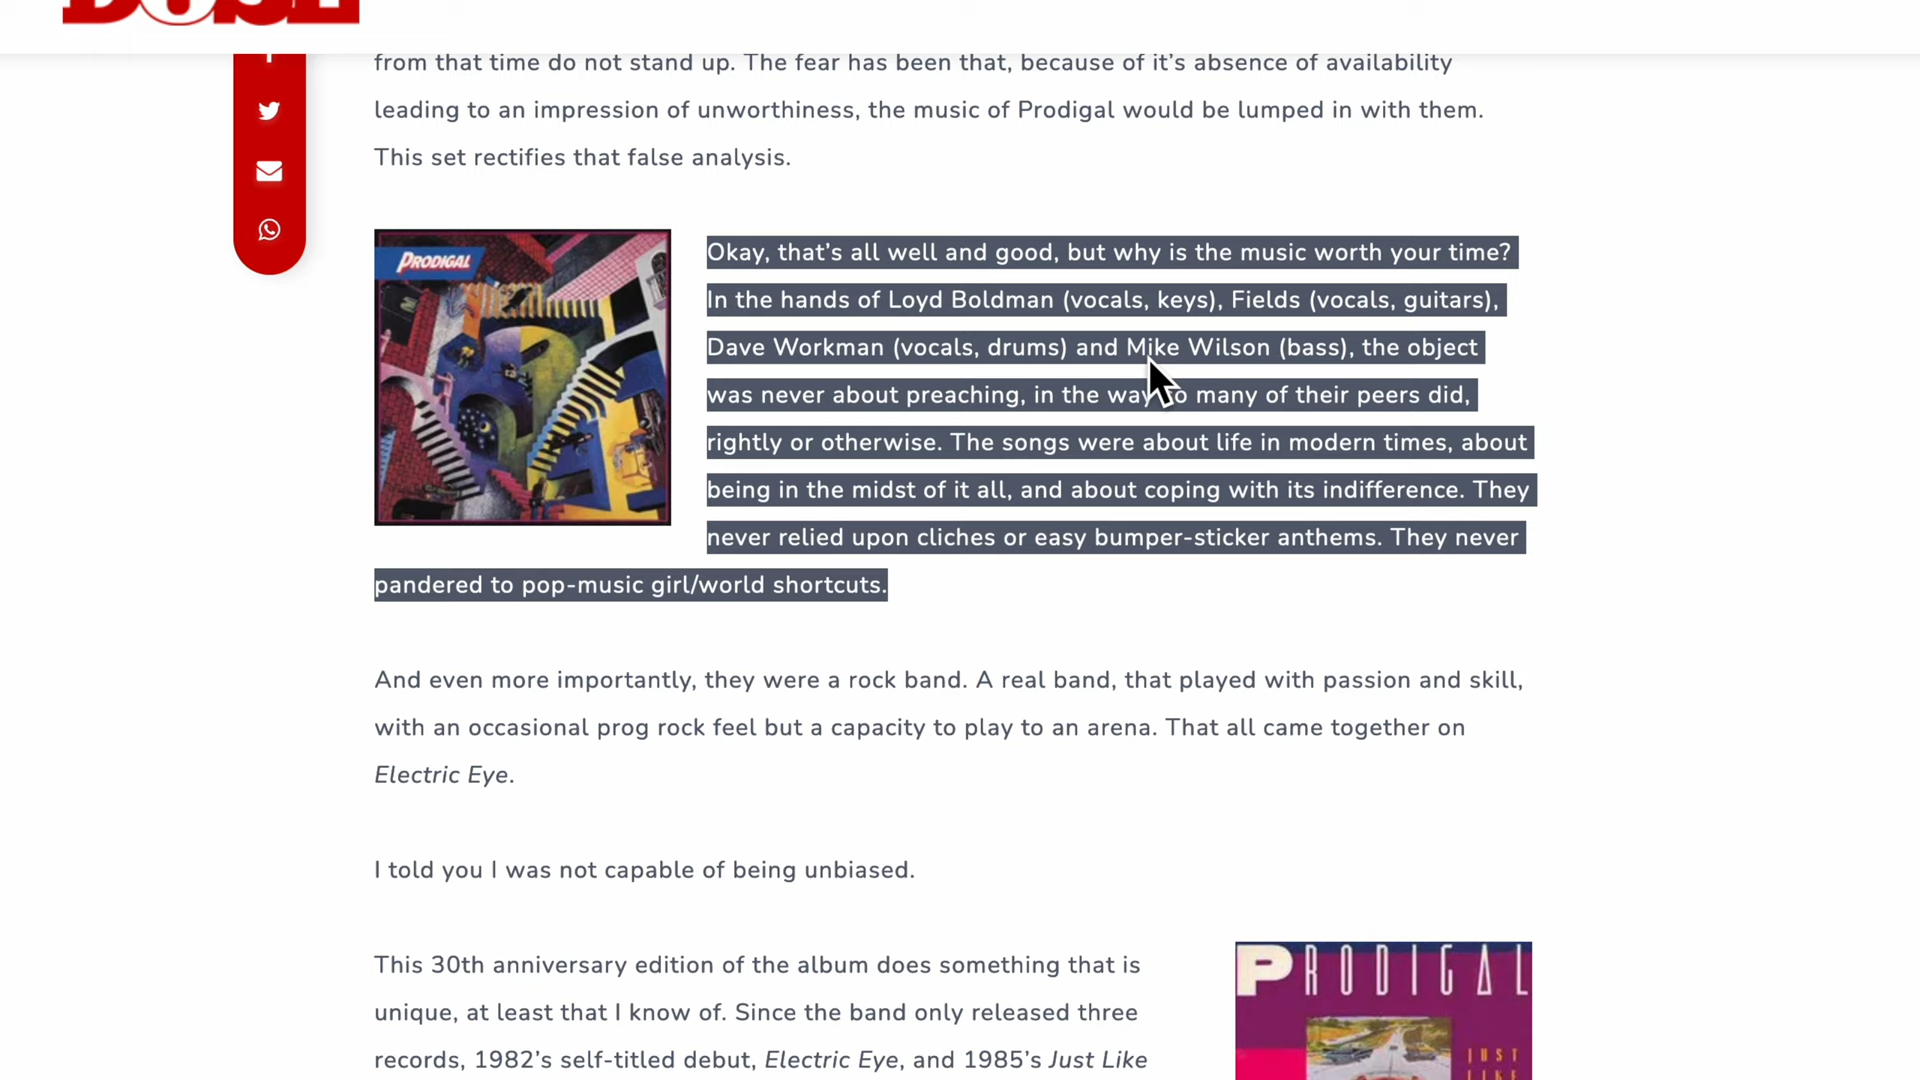 DOSE
from that time do not stand up. The fear has been that, because of it’s absence of availability
leading to an impression of unworthiness, the music of Prodigal would be lumped in with them.
This set rectifies that false analysis.
PRODIGAL
Okay, that’s all well and good, but why is the music worth your time?
In the hands of Loyd Boldman (vocals, keys), Fields (vocals, guitars),
Dave Workman (vocals, drums) and Mike Wilson (bass), the object
was never about preaching, in the way so many of their peers did,
rightly or otherwise. The songs were about life in modern times, about
being in the midst of it all, and about coping with its indifference. They
never relied upon cliches or easy bumper-sticker anthems. They never
pandered to pop-music girl/world shortcuts.
And even more importantly, they were a rock band. A real band, that played with passion and skill,
with an occasional prog rock feel but a capacity to play to an arena. That all came together on
Electric Eye.
I told you I was not capable of being unbiased.
This 30th anniversary edition of the album does something that is
unique, at least that I know of. Since the band only released three
records, 1982’s self-titled debut, Electric Eye, and 1985’s Just Like
PRODIGAL
JUST
LIKE